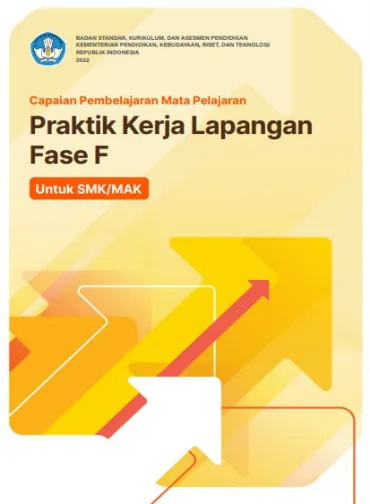 BADAN STANDAR, KURIKULUM, DAN ASESMEN PENDIDIKAN
KEMENTERIAN PENDIDIKAN, KEBUDAYAAN, RISET, DAN TEKNOLOGI
REPUBLIK INDONESIA
2022
Capaian Pembelajaran Mata Pelajaran
Praktik Kerja Lapangan
Fase F
Untuk SMK/MAK